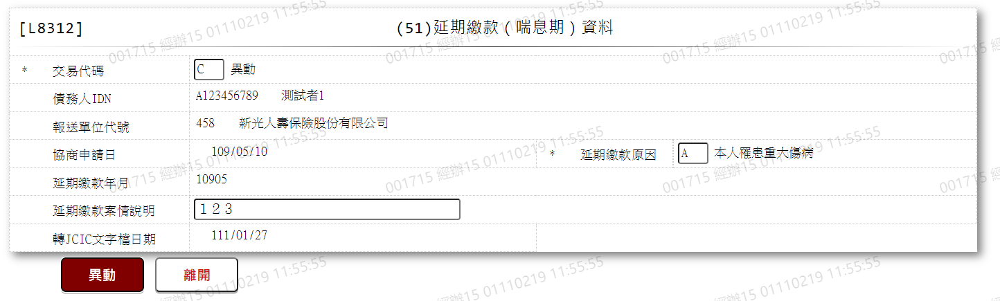 [L8312] (51)延期繳款(喘息期)資料
* 交易代碼 C 異動
債務人IDN A123456789 測試者1
報送單位代號 458 新光人壽保險股份有限公司
協商申請日 109/05/10 * 延期繳款原因 A 本人罹患重大傷病
延期繳款年月 10905
延期繳款案情說明 １２３
轉JCIC文字檔日期 111/01/27
異動 離開
001715 經辦15 01110219 11:55:55